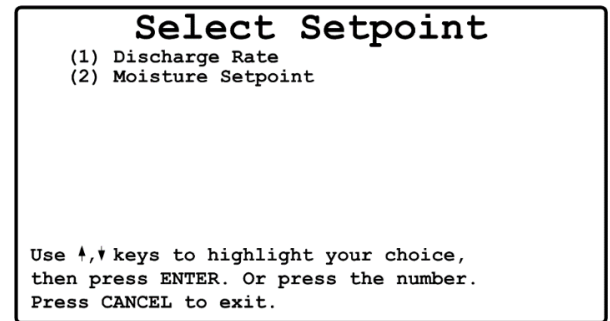 Select Setpoint
(1) Discharge Rate
(2) Moisture Setpoint
Use ↑,↓ keys to highlight your choice,
then press ENTER. Or press the number.
Press CANCEL to exit.